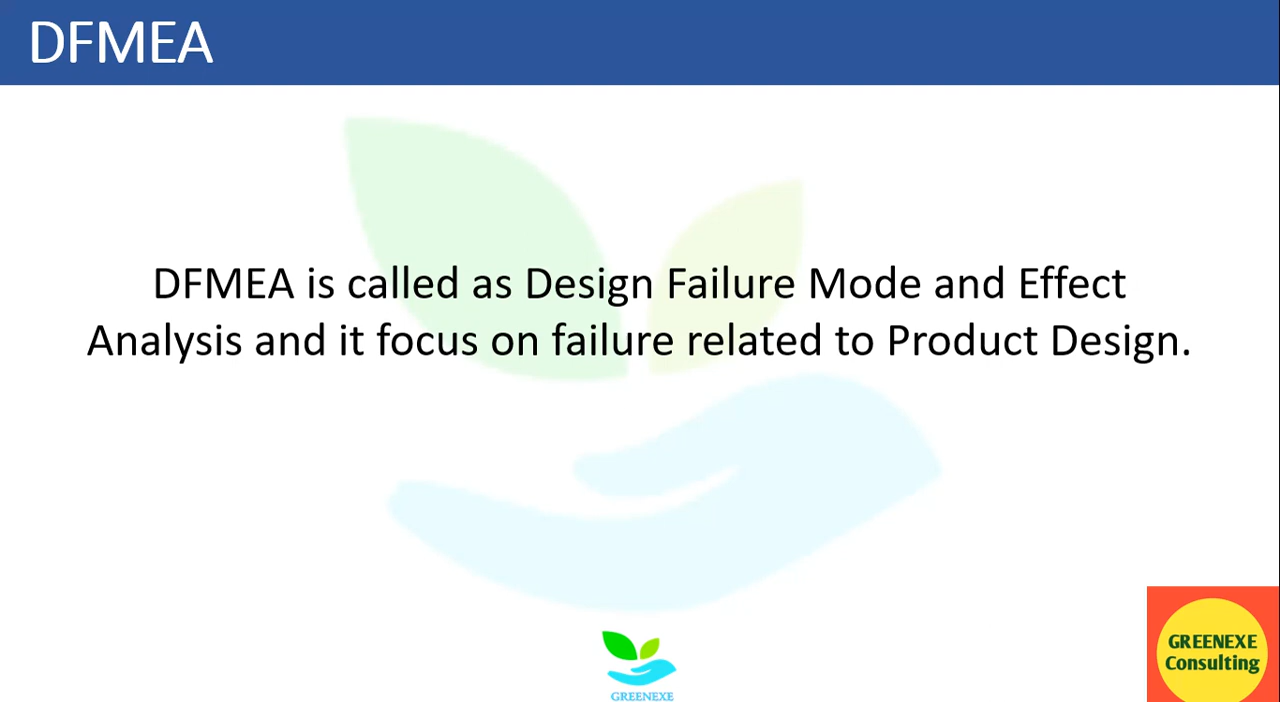 DFMEA
DFMEA is called as Design Failure Mode and Effect
Analysis and it focus on failure related to Product Design.
GREENEXE
GREENEXE
Consulting